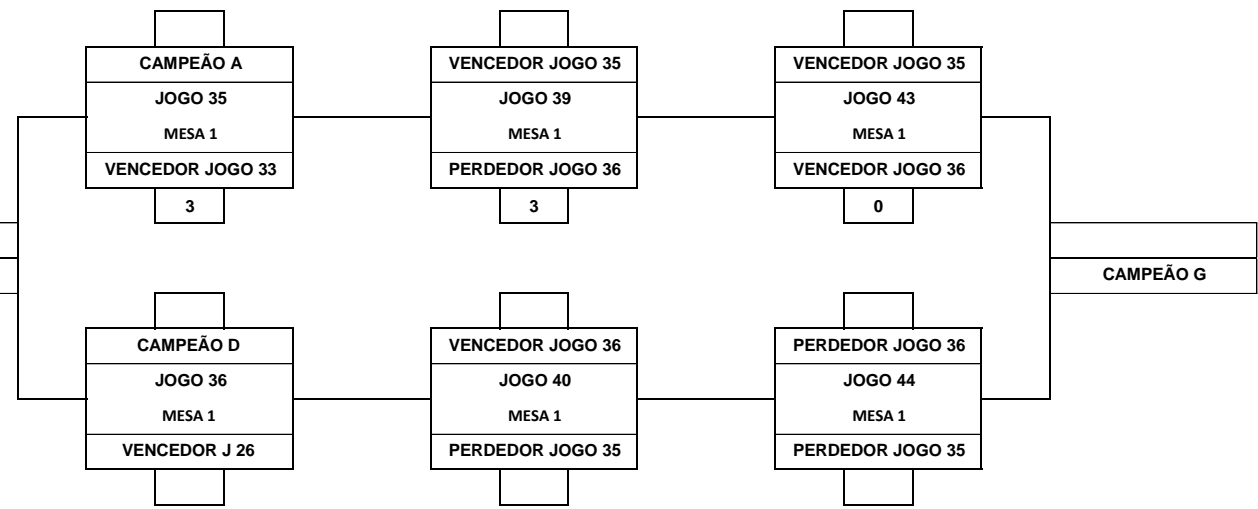 CAMPEÃO A
JOGO 35
MESA 1
VENCEDOR JOGO 33
3
VENCEDOR JOGO 35
JOGO 39
MESA 1
PERDEDOR JOGO 36
3
VENCEDOR JOGO 35
JOGO 43
MESA 1
VENCEDOR JOGO 36
0
CAMPEÃO G
CAMPEÃO D
JOGO 36
MESA 1
VENCEDOR J 26
VENCEDOR JOGO 36
JOGO 40
MESA 1
PERDEDOR JOGO 35
PERDEDOR JOGO 36
JOGO 44
MESA 1
PERDEDOR JOGO 35